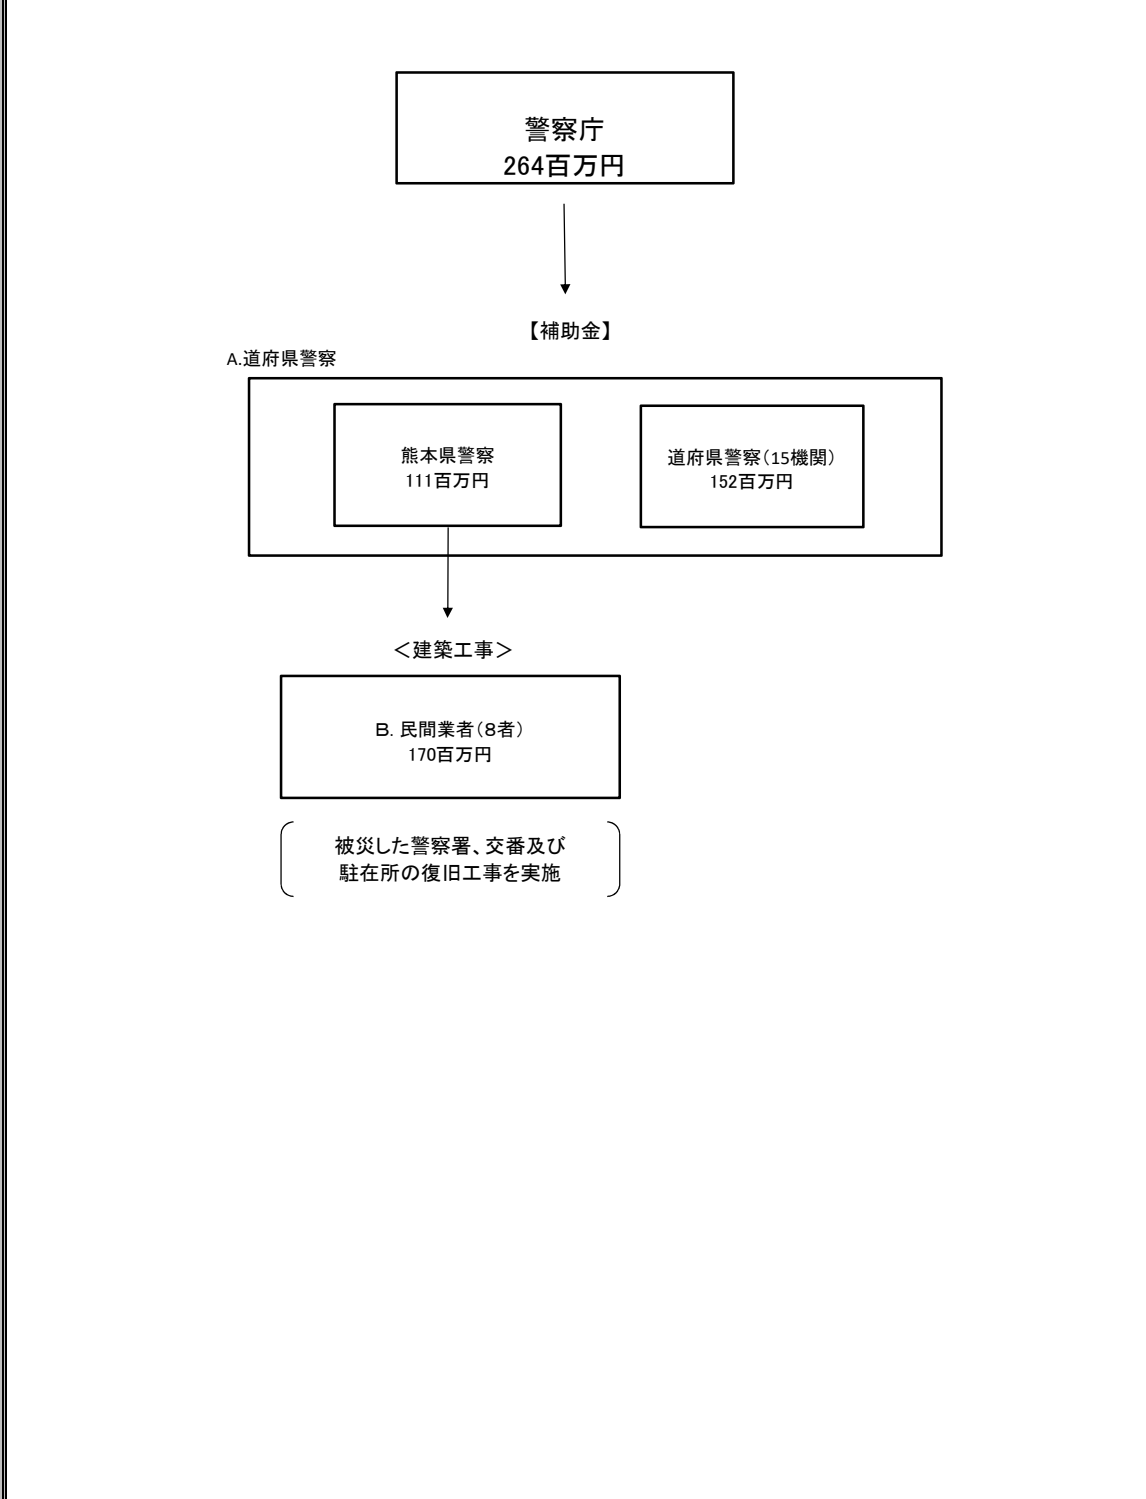 警察庁
264百万円
【補助金】
A.道府県警察
熊本県警察
111百万円
道府県警察（15機関）
152百万円
＜建築工事＞
Ｂ. 民間業者（８者）
170百万円
被災した警察署、交番及び
駐在所の復旧工事を実施